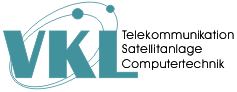 VKL
Telekommunikation
Satellitanlage
Computertechnik